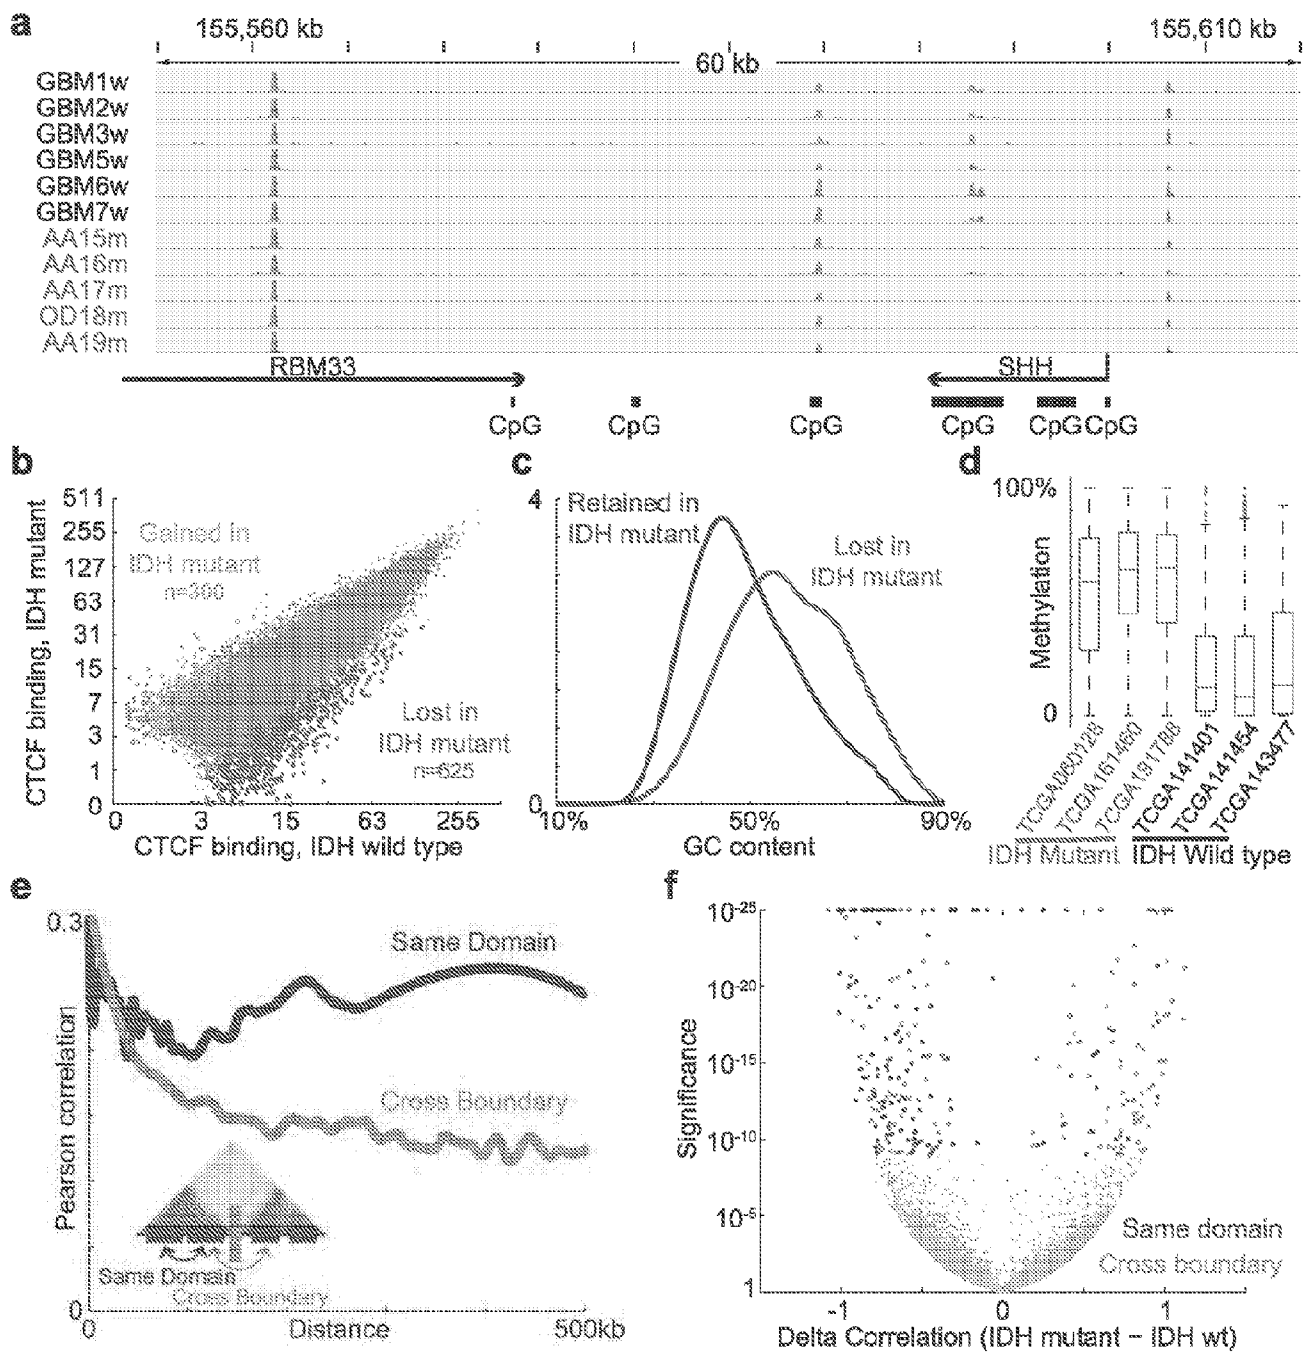 a
155,560 kb
155,610 kb
60 kb
GBM1w
GBM2w
GBM3w
GBM5w
GBM6w
GBM7w
AA15m
AA16m
AA17m
OD18m
AA19m
RBM33
SHH
CpG CpG CpG CpG CpG CpG
b
CTCF binding, IDH mutant
511
255
127
63
31
15
7
3
1
0
Gained in
IDH mutant
n=300
Lost in
IDH mutant
n=625
0 3 15 63 255
CTCF binding, IDH wild type
c
4
0
Retained in
IDH mutant
Lost in
IDH mutant
10% 50% 90%
GC content
d
100%
Methylation
0
TCGA060128
TCGA161460
TCGA191788
TCGA141401
TCGA141454
TCGA143477
IDH Mutant IDH Wild type
e
0.3
Pearson correlation
Same Domain
Cross Boundary
Same Domain
Cross Boundary
0
0 Distance 500kb
f
Significance
10-25
10-20
10-15
10-10
10-5
1
Same domain
Cross boundary
-1 0 1
Delta Correlation (IDH mutant − IDH wt)